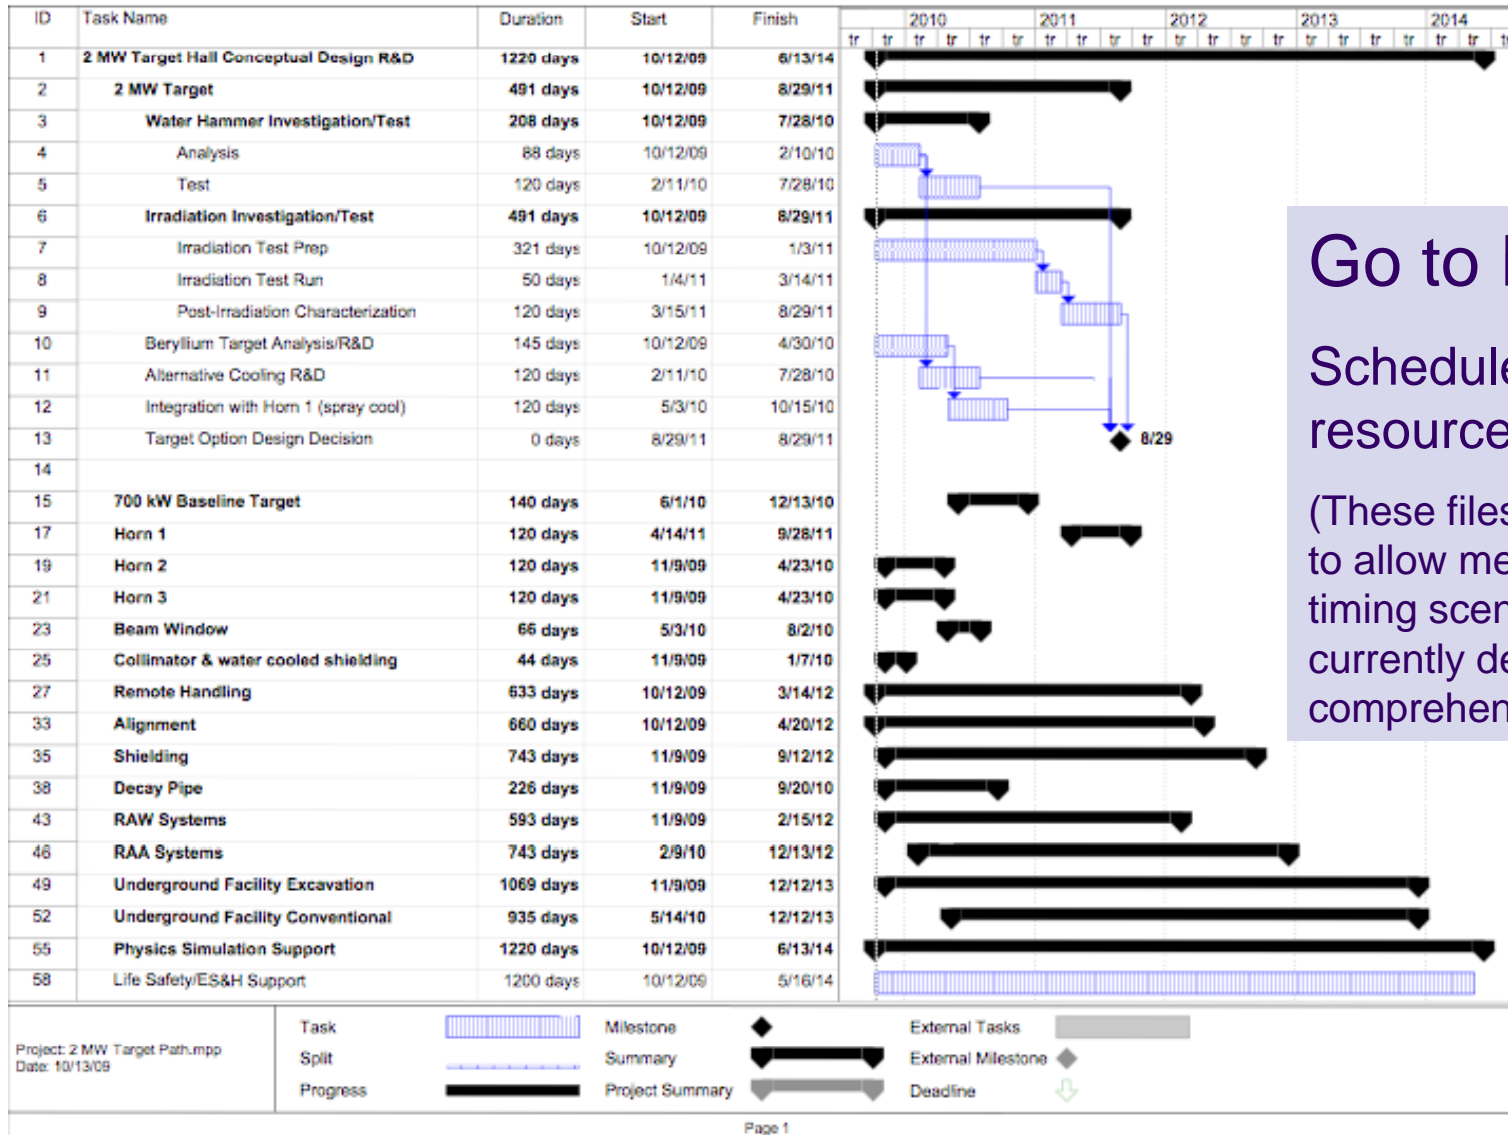 ID Task Name Duration Start Finish 2010 2011 2012 2013 2014
tr tr tr tr tr tr tr tr tr tr tr tr tr tr tr tr tr tr tr tr
1 2 MW Target Hall Conceptual Design R&D 1220 days 10/12/09 6/13/14
2 2 MW Target 491 days 10/12/09 8/29/11
3 Water Hammer Investigation/Test 208 days 10/12/09 7/28/10
4 Analysis 88 days 10/12/09 2/10/10
5 Test 120 days 2/11/10 7/28/10
6 Irradiation Investigation/Test 491 days 10/12/09 8/29/11
7 Irradiation Test Prep 321 days 10/12/09 1/3/11
8 Irradiation Test Run 50 days 1/4/11 3/14/11
9 Post-Irradiation Characterization 120 days 3/15/11 8/29/11
10 Beryllium Target Analysis/R&D 145 days 10/12/09 4/30/10
11 Alternative Cooling R&D 120 days 2/11/10 7/28/10
12 Integration with Horn 1 (spray cool) 120 days 5/3/10 10/15/10
13 Target Option Design Decision 0 days 8/29/11 8/29/11 8/29
14
15 700 kW Baseline Target 140 days 6/1/10 12/13/10
17 Horn 1 120 days 4/14/11 9/28/11
19 Horn 2 120 days 11/9/09 4/23/10
21 Horn 3 120 days 11/9/09 4/23/10
23 Beam Window 66 days 5/3/10 8/2/10
25 Collimator & water cooled shielding 44 days 11/9/09 1/7/10
27 Remote Handling 633 days 10/12/09 3/14/12
33 Alignment 660 days 10/12/09 4/20/12
35 Shielding 743 days 11/9/09 9/12/12
38 Decay Pipe 226 days 11/9/09 9/20/10
43 RAW Systems 593 days 11/9/09 2/15/12
46 RAA Systems 743 days 2/9/10 12/13/12
49 Underground Facility Excavation 1069 days 11/9/09 12/12/13
52 Underground Facility Conventional 935 days 5/14/10 12/12/13
55 Physics Simulation Support 1220 days 10/12/09 6/13/14
58 Life Safety/ES&H Support 1200 days 10/12/09 5/16/14
Go to
Schedule
resource
(These files
to allow me
timing scen
currently de
comprehen
Project: 2 MW Target Path.mpp
Date: 10/13/09
Task Milestone External Tasks
Split Summary External Milestone
Progress Project Summary Deadline
Page 1